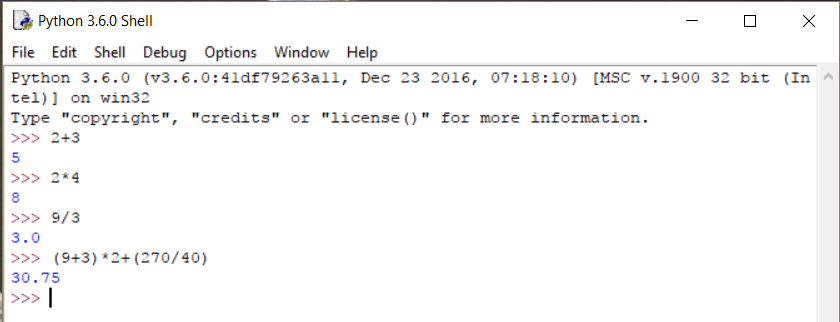 Python 3.6.0 Shell
File Edit Shell Debug Options Window Help
Python 3.6.0 (v3.6.0:41df79263a11, Dec 23 2016, 07:18:10) [MSC v.1900 32 bit (In
tel)] on win32
Type "copyright", "credits" or "license()" for more information.
>>> 2+3
5
>>> 2*4
8
>>> 9/3
3.0
>>> (9+3)*2+(270/40)
30.75
>>>